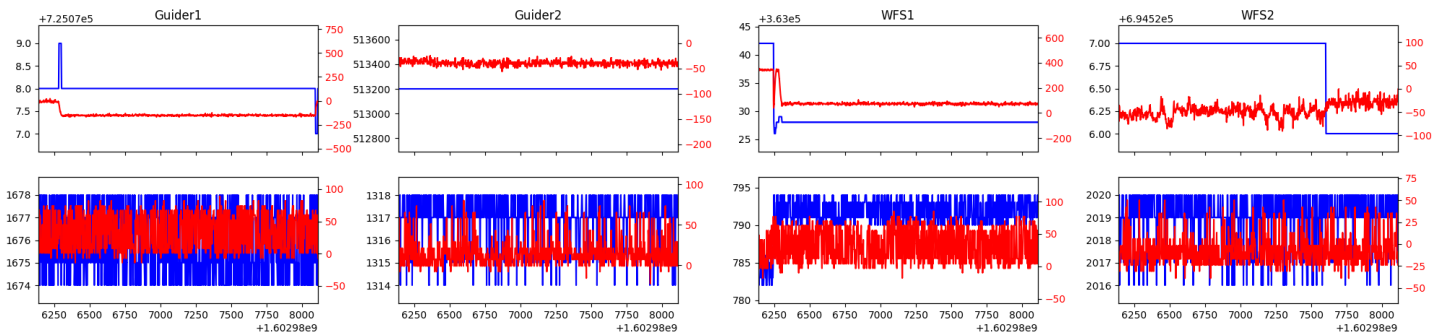 Guider1 Guider2 WFS1 WFS2
+7.2507e5 +3.63e5 +6.9452e5
9.0 8.5 8.0 7.5 7.0
750 500 250 0 -250 -500
513600 513400 513200 513000 512800
0 -50 -100 -150 -200
45 40 35 30 25
600 400 200 0 -200
7.00 6.75 6.50 6.25 6.00
100 50 0 -50 -100
1678 1677 1676 1675 1674
100 50 0 -50
1318 1317 1316 1315 1314
100 50 0
795 790 785 780
100 50 0 -50
2020 2019 2018 2017 2016
75 50 25 0 -25 -50
6250 6500 6750 7000 7250 7500 7750 8000
+1.60298e9
6250 6500 6750 7000 7250 7500 7750 8000
+1.60298e9
6250 6500 6750 7000 7250 7500 7750 8000
+1.60298e9
6250 6500 6750 7000 7250 7500 7750 8000
+1.60298e9